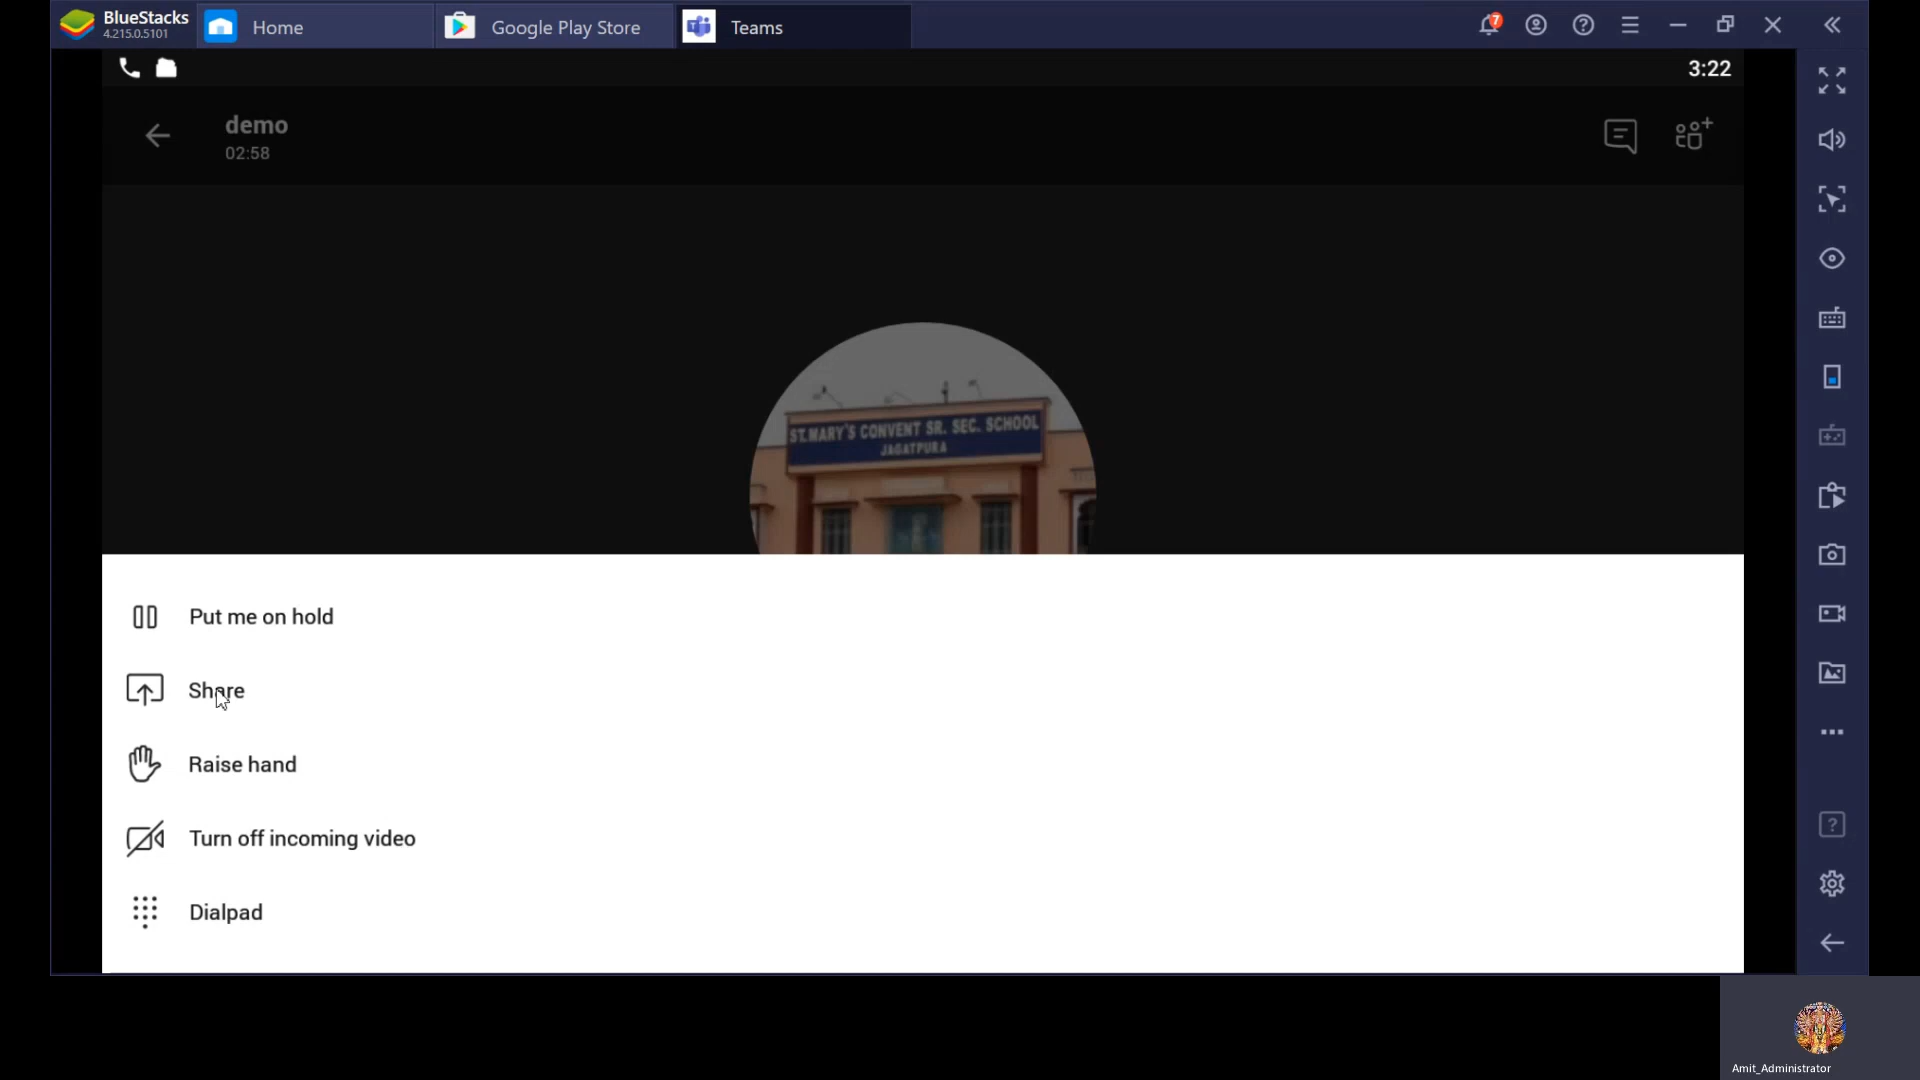 BlueStacks
4.215.0.5101
Home
Google Play Store
Teams
7
3:22
demo
02:58
ST.MARY'S CONVENT SR. SEC. SCHOOL
JAGATPURA
Put me on hold
Share
Raise hand
Turn off incoming video
Dialpad
Amit_Administrator